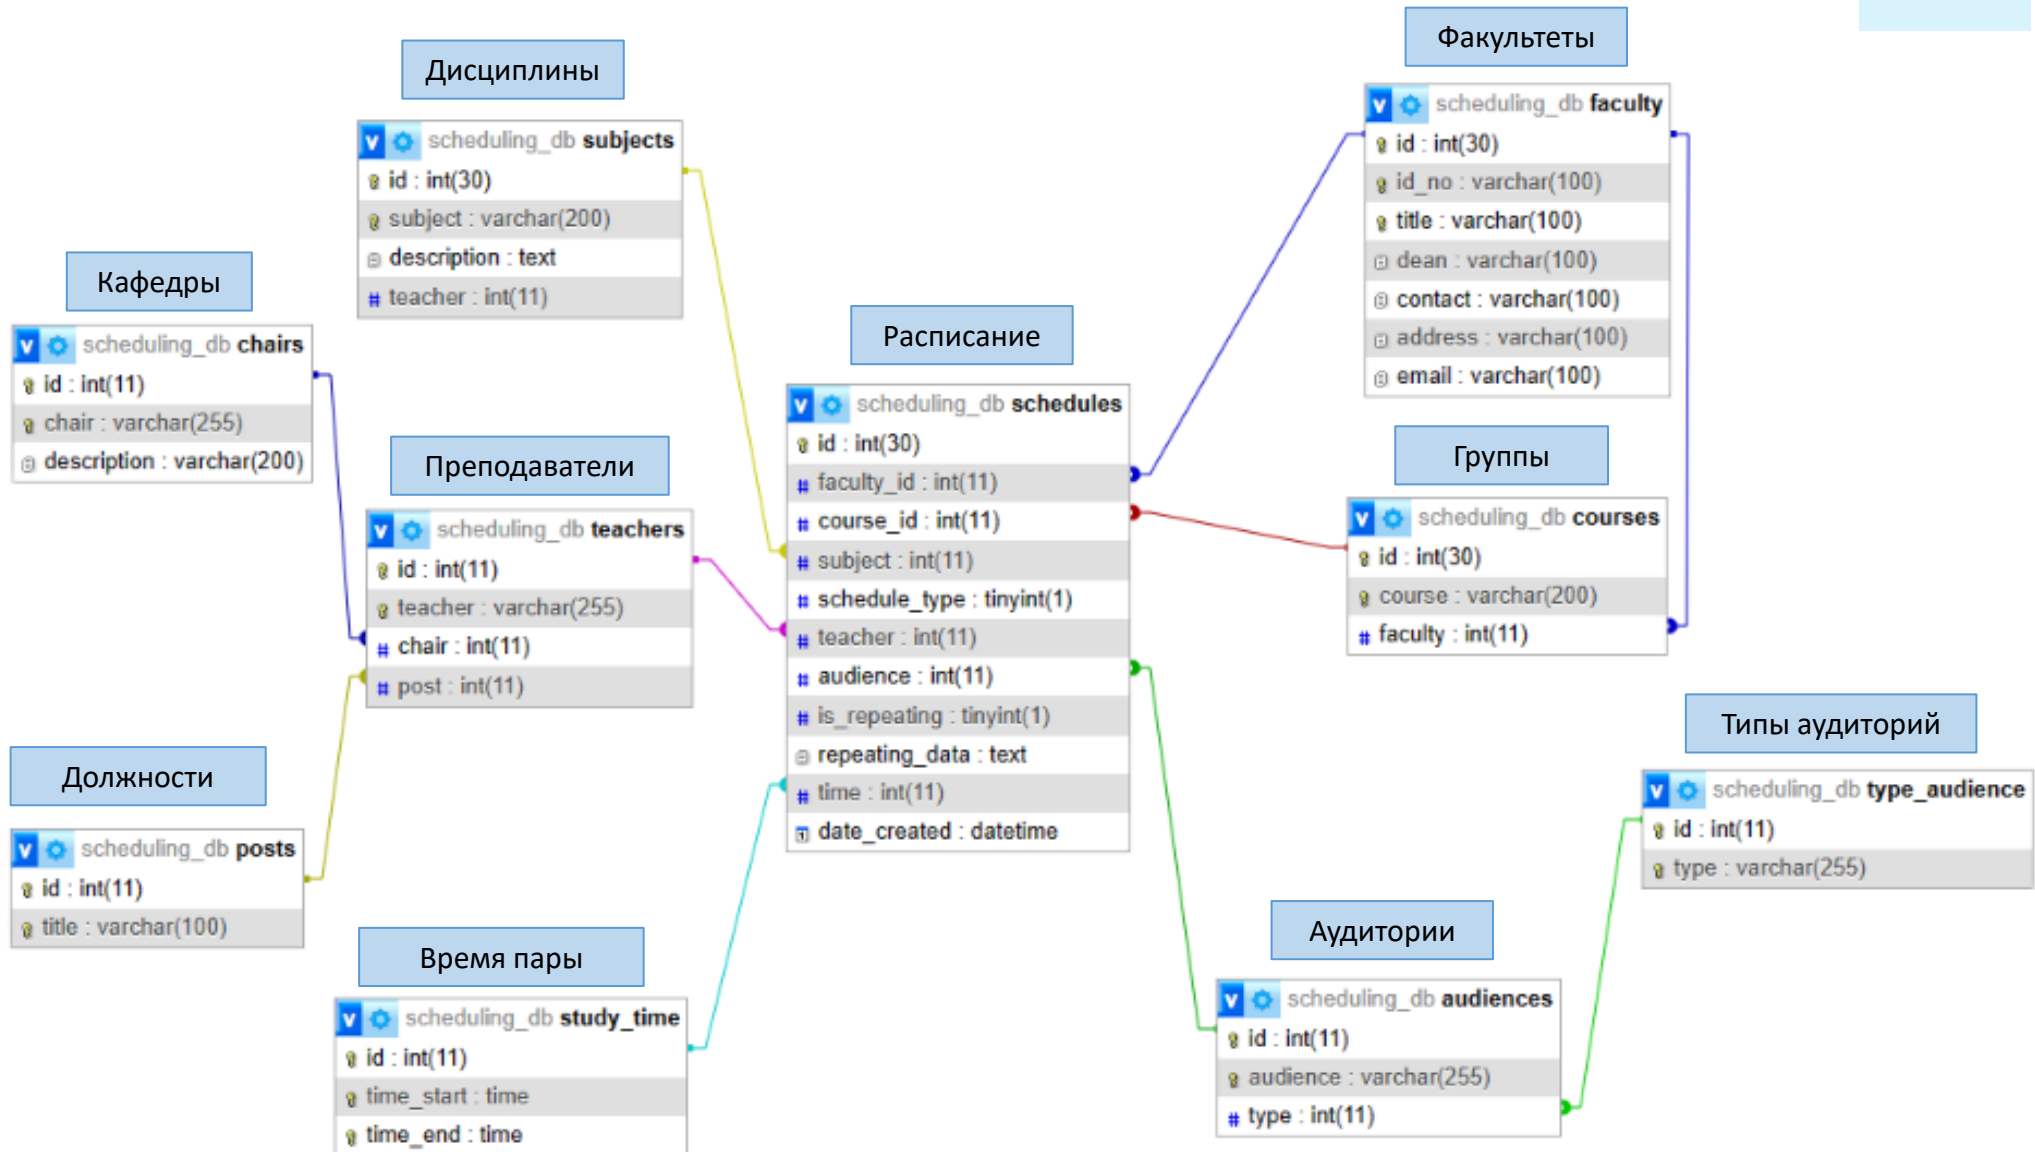 Дисциплины
scheduling_db subjects
id : int(30)
subject : varchar(200)
description : text
teacher : int(11)
Кафедры
scheduling_db chairs
id : int(11)
chair : varchar(255)
description : varchar(200)
Преподаватели
scheduling_db teachers
id : int(11)
teacher : varchar(255)
chair : int(11)
post : int(11)
Должности
scheduling_db posts
id : int(11)
title : varchar(100)
Время пары
scheduling_db study_time
id : int(11)
time_start : time
time_end : time
Расписание
scheduling_db schedules
id : int(30)
faculty_id : int(11)
course_id : int(11)
subject : int(11)
schedule_type : tinyint(1)
teacher : int(11)
audience : int(11)
is_repeating : tinyint(1)
repeating_data : text
time : int(11)
date_created : datetime
Факультеты
scheduling_db faculty
id : int(30)
id_no : varchar(100)
title : varchar(100)
dean : varchar(100)
contact : varchar(100)
address : varchar(100)
email : varchar(100)
Группы
scheduling_db courses
id : int(30)
course : varchar(200)
faculty : int(11)
Типы аудиторий
scheduling_db type_audience
id : int(11)
type : varchar(255)
Аудитории
scheduling_db audiences
id : int(11)
audience : varchar(255)
type : int(11)